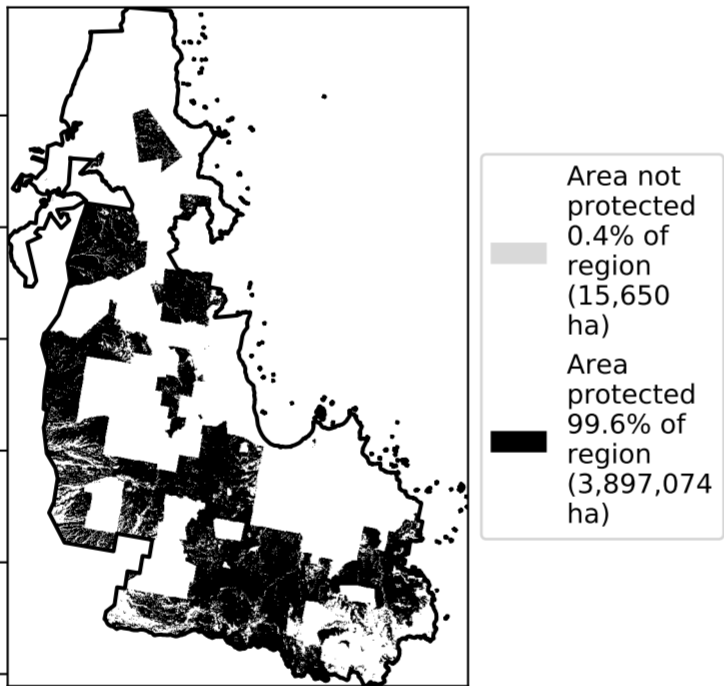 Area not
protected
0.4% of
region
(15,650
ha)
Area
protected
99.6% of
region
(3,897,074
ha)